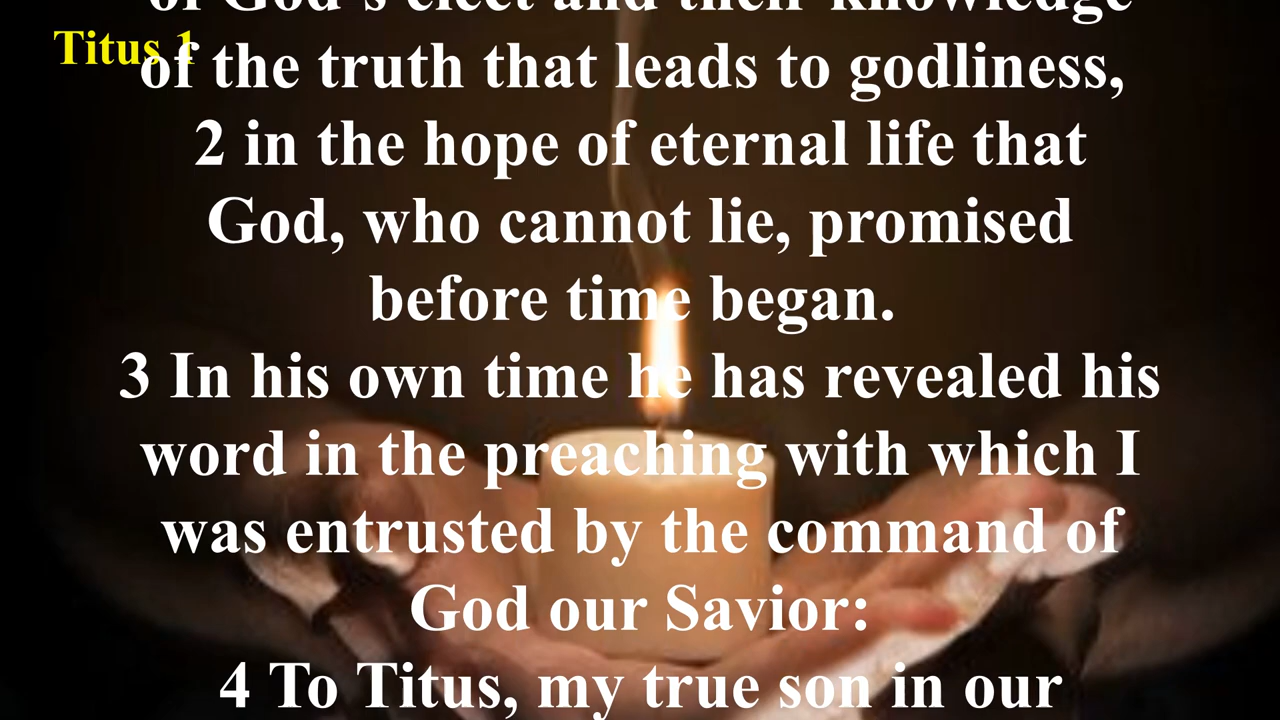 of God's elect and their knowledge
Titus 1
of the truth that leads to godliness,
2 in the hope of eternal life that
God, who cannot lie, promised
before time began.
3 In his own time he has revealed his
word in the preaching with which I
was entrusted by the command of
God our Savior:
4 To Titus, my true son in our